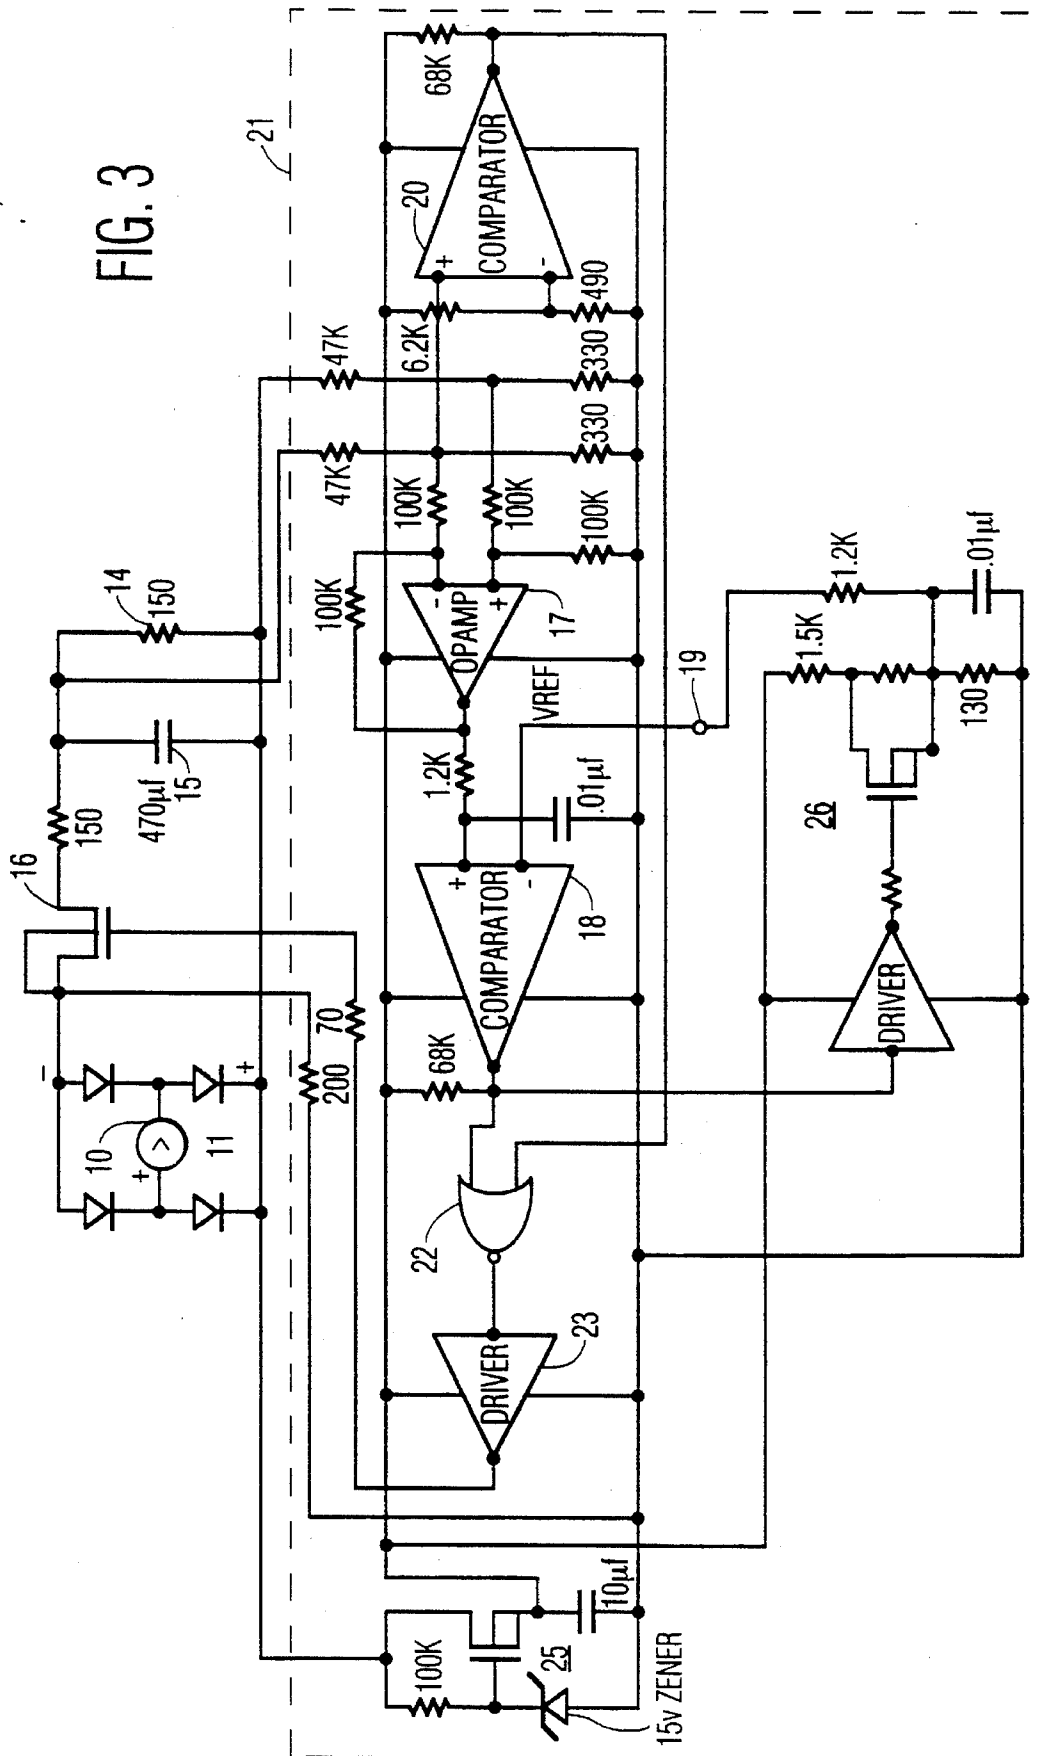 FIG. 3
21
14
150
16
150
470µf
15
10
+
11
-
+
47K
47K
200
70
68K
20
COMPARATOR
+
-
6.2K
490
330
330
100K
100K
100K
100K
OPAMP
-
+
17
VREF
19
1.2K
.01µf
COMPARATOR
+
-
18
68K
22
DRIVER
23
100K
25
10µf
15v ZENER
1.2K
1.5K
.01µf
130
26
DRIVER